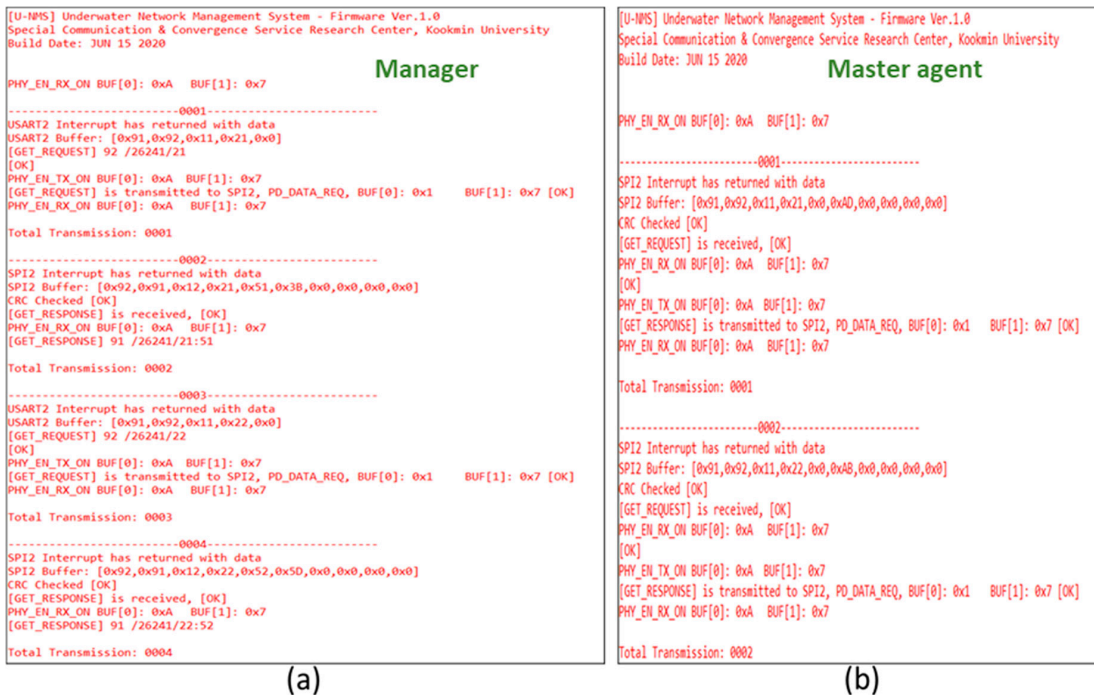 [U-NMS] Underwater Network Management System - Firmware Ver.1.0
Special Communication & Convergence Service Research Center, Kookmin University
Build Date: JUN 15 2020
Manager
PHY_EN_RX_ON BUF[0]: 0xA   BUF[1]: 0x7
-------------------------0001-------------------------
USART2 Interrupt has returned with data
USART2 Buffer: [0x91,0x92,0x11,0x21,0x0]
[GET_REQUEST] 92 /26241/21
[OK]
PHY_EN_TX_ON BUF[0]: 0xA  BUF[1]: 0x7
[GET_REQUEST] is transmitted to SPI2, PD_DATA_REQ, BUF[0]: 0x1     BUF[1]: 0x7 [OK]
PHY_EN_RX_ON BUF[0]: 0xA   BUF[1]: 0x7
Total Transmission: 0001
-------------------------0002-------------------------
SPI2 Interrupt has returned with data
SPI2 Buffer: [0x92,0x91,0x12,0x21,0x51,0x3B,0x0,0x0,0x0,0x0]
CRC Checked [OK]
[GET_RESPONSE] is received, [OK]
PHY_EN_RX_ON BUF[0]: 0xA   BUF[1]: 0x7
[GET_RESPONSE] 91 /26241/21:51
Total Transmission: 0002
-------------------------0003-------------------------
USART2 Interrupt has returned with data
USART2 Buffer: [0x91,0x92,0x11,0x22,0x0]
[GET_REQUEST] 92 /26241/22
[OK]
PHY_EN_TX_ON BUF[0]: 0xA  BUF[1]: 0x7
[GET_REQUEST] is transmitted to SPI2, PD_DATA_REQ, BUF[0]: 0x1     BUF[1]: 0x7 [OK]
PHY_EN_RX_ON BUF[0]: 0xA   BUF[1]: 0x7
Total Transmission: 0003
-------------------------0004-------------------------
SPI2 Interrupt has returned with data
SPI2 Buffer: [0x92,0x91,0x12,0x22,0x52,0x5D,0x0,0x0,0x0,0x0]
CRC Checked [OK]
[GET_RESPONSE] is received, [OK]
PHY_EN_RX_ON BUF[0]: 0xA   BUF[1]: 0x7
[GET_RESPONSE] 91 /26241/22:52
Total Transmission: 0004
(a)
[U-NMS] Underwater Network Management System - Firmware Ver.1.0
Special Communication & Convergence Service Research Center, Kookmin University
Build Date: JUN 15 2020
Master agent
PHY_EN_RX_ON BUF[0]: 0xA   BUF[1]: 0x7
-------------------------0001-------------------------
SPI2 Interrupt has returned with data
SPI2 Buffer: [0x91,0x92,0x11,0x21,0x0,0xAD,0x0,0x0,0x0,0x0]
CRC Checked [OK]
[GET_REQUEST] is received, [OK]
PHY_EN_RX_ON BUF[0]: 0xA   BUF[1]: 0x7
[OK]
PHY_EN_TX_ON BUF[0]: 0xA  BUF[1]: 0x7
[GET_RESPONSE] is transmitted to SPI2, PD_DATA_REQ, BUF[0]: 0x1   BUF[1]: 0x7 [OK]
PHY_EN_RX_ON BUF[0]: 0xA   BUF[1]: 0x7
Total Transmission: 0001
-------------------------0002-------------------------
SPI2 Interrupt has returned with data
SPI2 Buffer: [0x91,0x92,0x11,0x22,0x0,0xAB,0x0,0x0,0x0,0x0]
CRC Checked [OK]
[GET_REQUEST] is received, [OK]
PHY_EN_RX_ON BUF[0]: 0xA   BUF[1]: 0x7
[OK]
PHY_EN_TX_ON BUF[0]: 0xA  BUF[1]: 0x7
[GET_RESPONSE] is transmitted to SPI2, PD_DATA_REQ, BUF[0]: 0x1   BUF[1]: 0x7 [OK]
PHY_EN_RX_ON BUF[0]: 0xA   BUF[1]: 0x7
Total Transmission: 0002
(b)